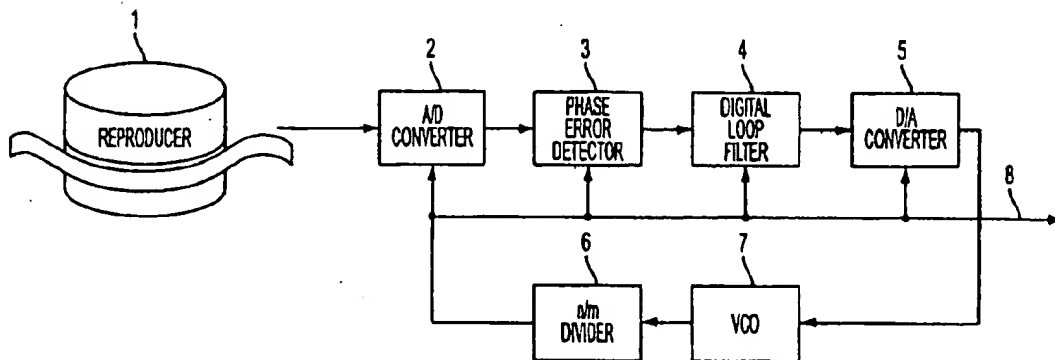 1
REPRODUCER
2
A/D
CONVERTER
3
PHASE
ERROR
DETECTOR
4
DIGITAL
LOOP
FILTER
5
D/A
CONVERTER
8
6
n/m
DIVIDER
7
VCO